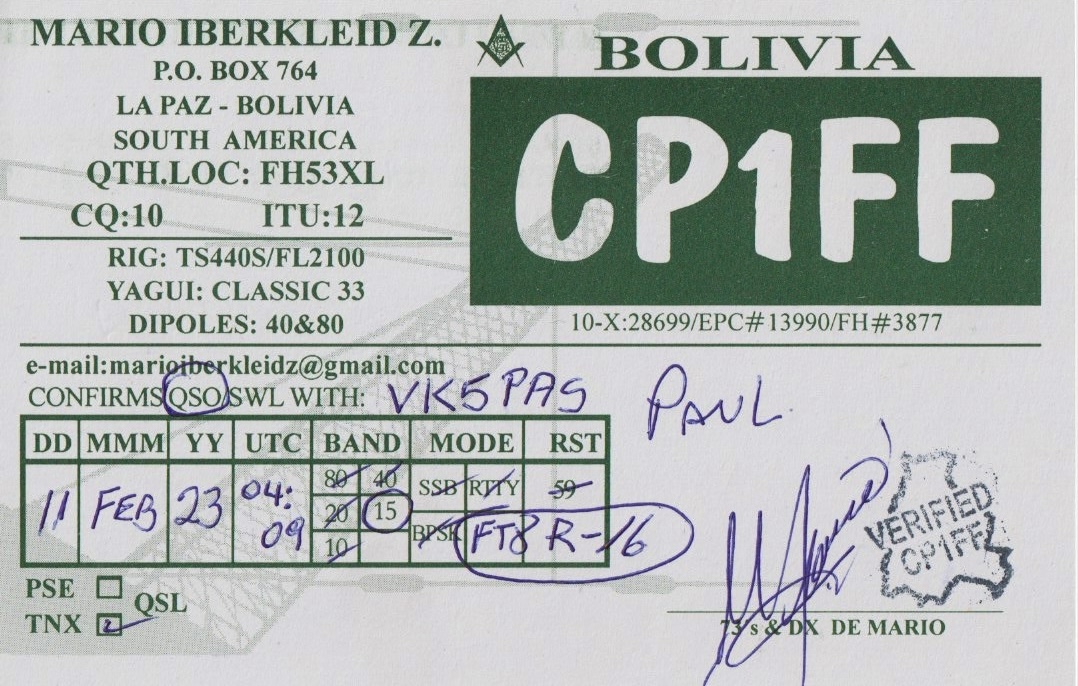 MARIO IBERKLEID Z.
P.O. BOX 764
LA PAZ - BOLIVIA
SOUTH AMERICA
QTH.LOC: FH53XL
CQ:10 ITU:12
RIG: TS440S/FL2100
YAGUI: CLASSIC 33
DIPOLES: 40&80
BOLIVIA
CP1FF
10-X:28699/EPC#13990/FH#3877
e-mail:marioiberkleidz@gmail.com
CONFIRMS QSO/SWL WITH: VK5PAS PAUL
DD MMM YY UTC BAND MODE RST
11 FEB 23 04:09
80 40
20 15
10
SSB RTTY 59
BPSK FT8 R-16
PSE
TNX
QSL
VERIFIED
CP1FF
73's & DX DE MARIO